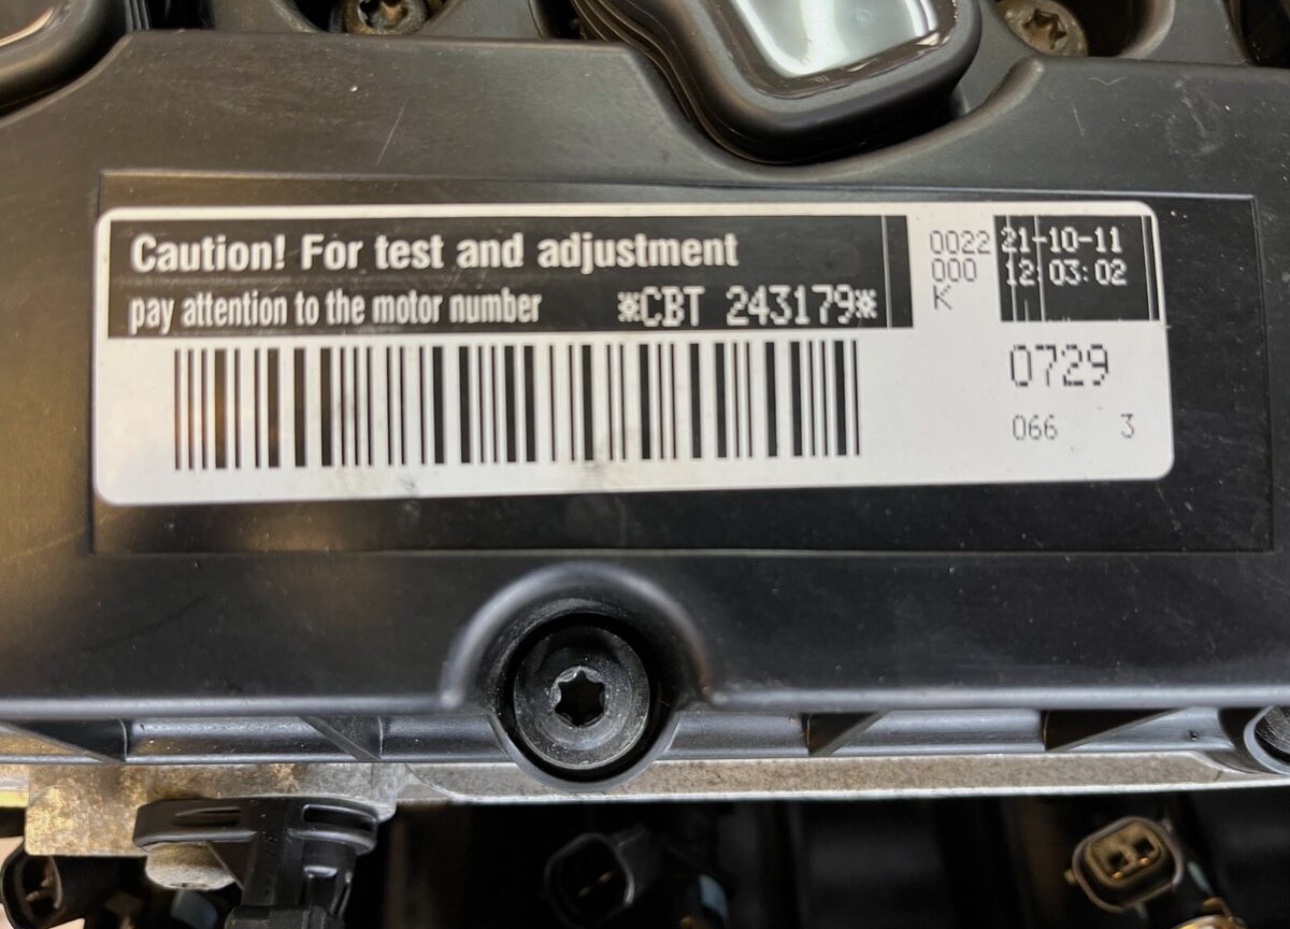 Caution! For test and adjustment
pay attention to the motor number *CBT 243179*
0022 21-10-11
000 12:03:02
K
0729
066 3